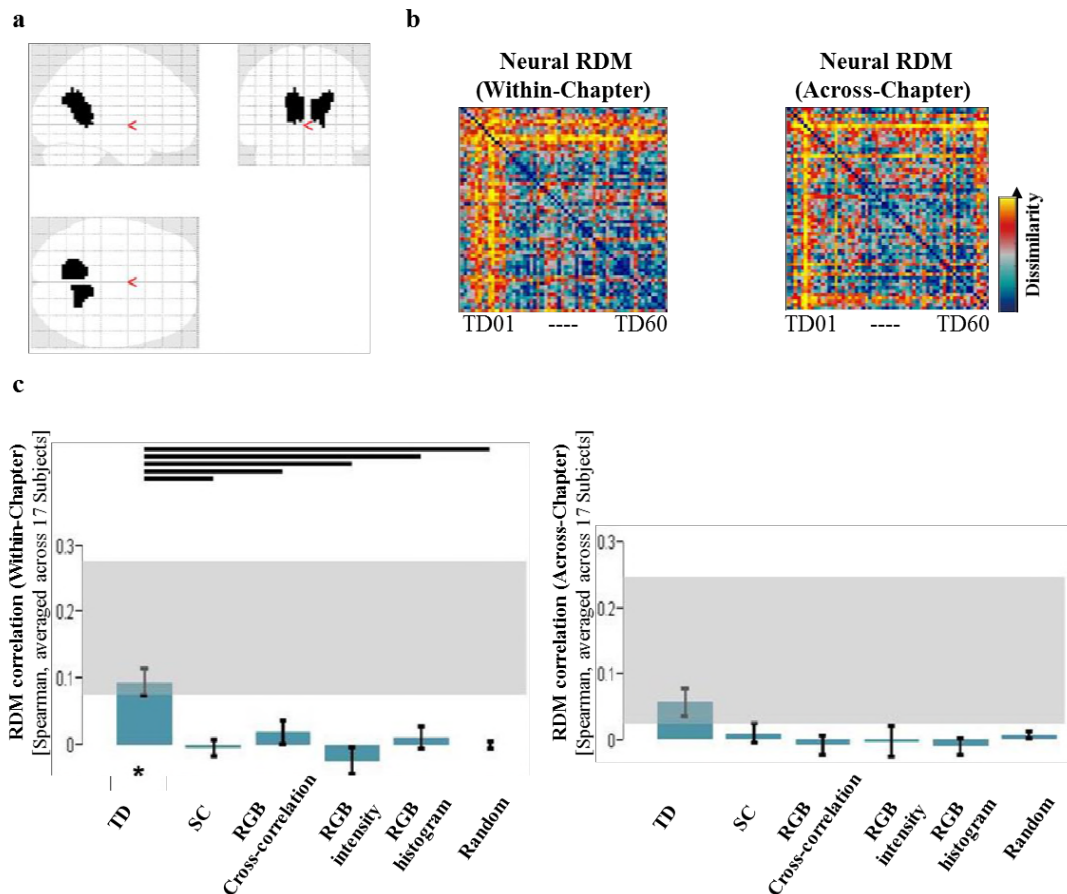 a
b
Neural RDM
(Within-Chapter)
Neural RDM
(Across-Chapter)
Dissimilarity
TD01 ---- TD60
TD01 ---- TD60
c
RDM correlation (Within-Chapter)
[Spearman, averaged across 17 Subjects]
0.3
0.2
0.1
0
*
TD
SC
RGB
Cross-correlation
RGB
intensity
RGB
histogram
Random
RDM correlation (Across-Chapter)
[Spearman, averaged across 17 Subjects]
0.3
0.2
0.1
0
TD
SC
RGB
Cross-correlation
RGB
intensity
RGB
histogram
Random